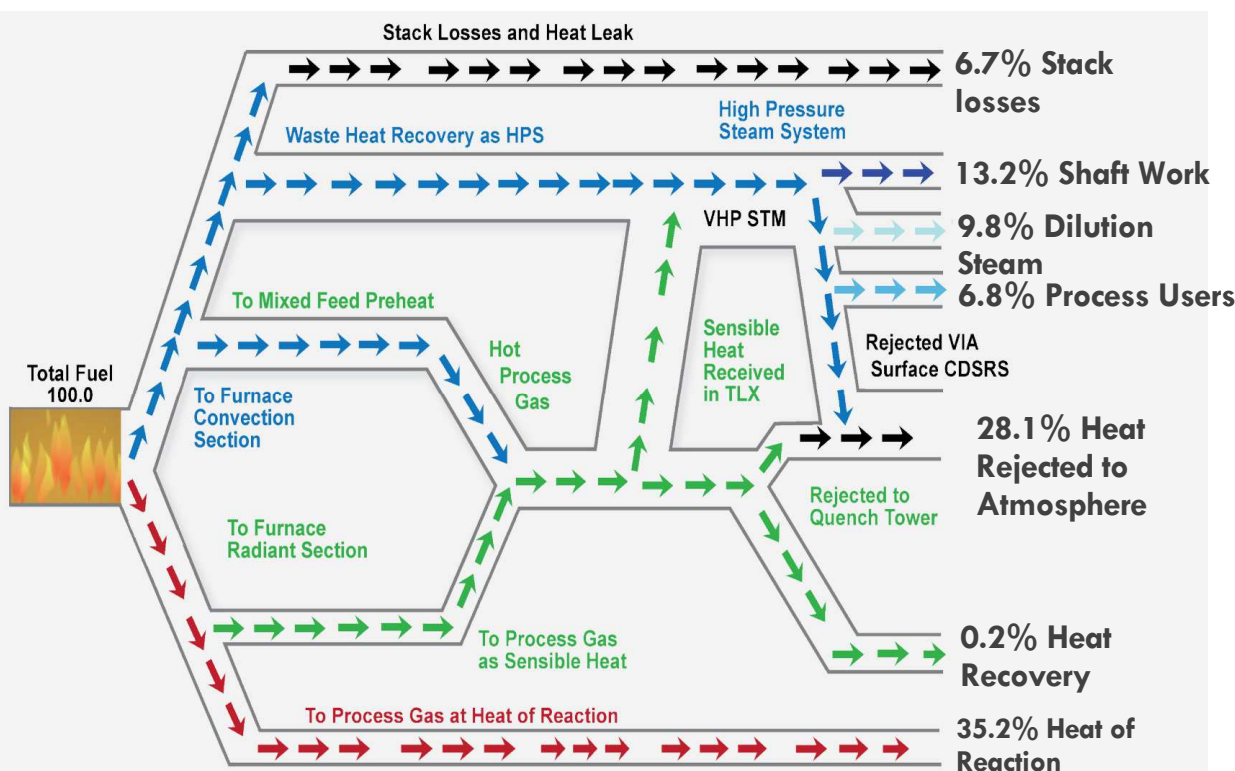 Stack Losses and Heat Leak
6.7% Stack
losses
Waste Heat Recovery as HPS
High Pressure
Steam System
13.2% Shaft Work
VHP STM
9.8% Dilution
Steam
6.8% Process Users
To Mixed Feed Preheat
Hot
Process
Gas
Sensible
Heat
Received
in TLX
Rejected VIA
Surface CDSRS
Total Fuel
100.0
To Furnace
Convection
Section
28.1% Heat
Rejected to
Atmosphere
To Furnace
Radiant Section
Rejected to
Quench Tower
To Process Gas
as Sensible Heat
0.2% Heat
Recovery
To Process Gas at Heat of Reaction
35.2% Heat of
Reaction